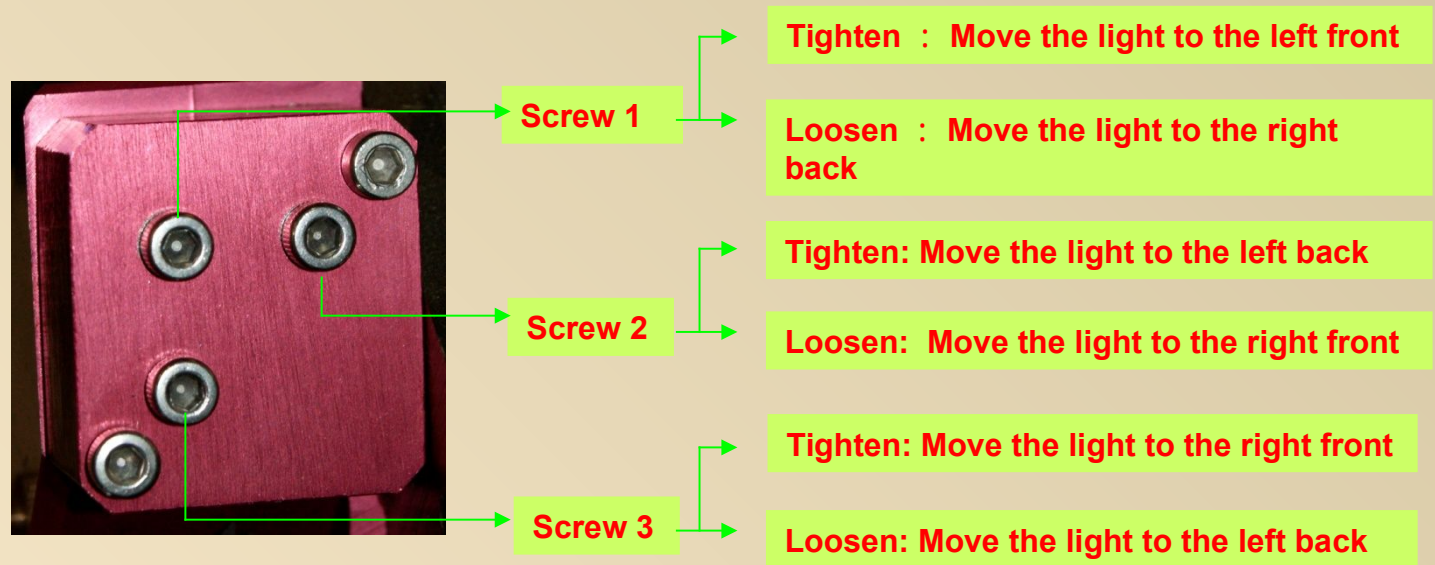 Screw 1
Tighten ： Move the light to the left front
Loosen ： Move the light to the right
back
Screw 2
Tighten: Move the light to the left back
Loosen: Move the light to the right front
Screw 3
Tighten: Move the light to the right front
Loosen: Move the light to the left back